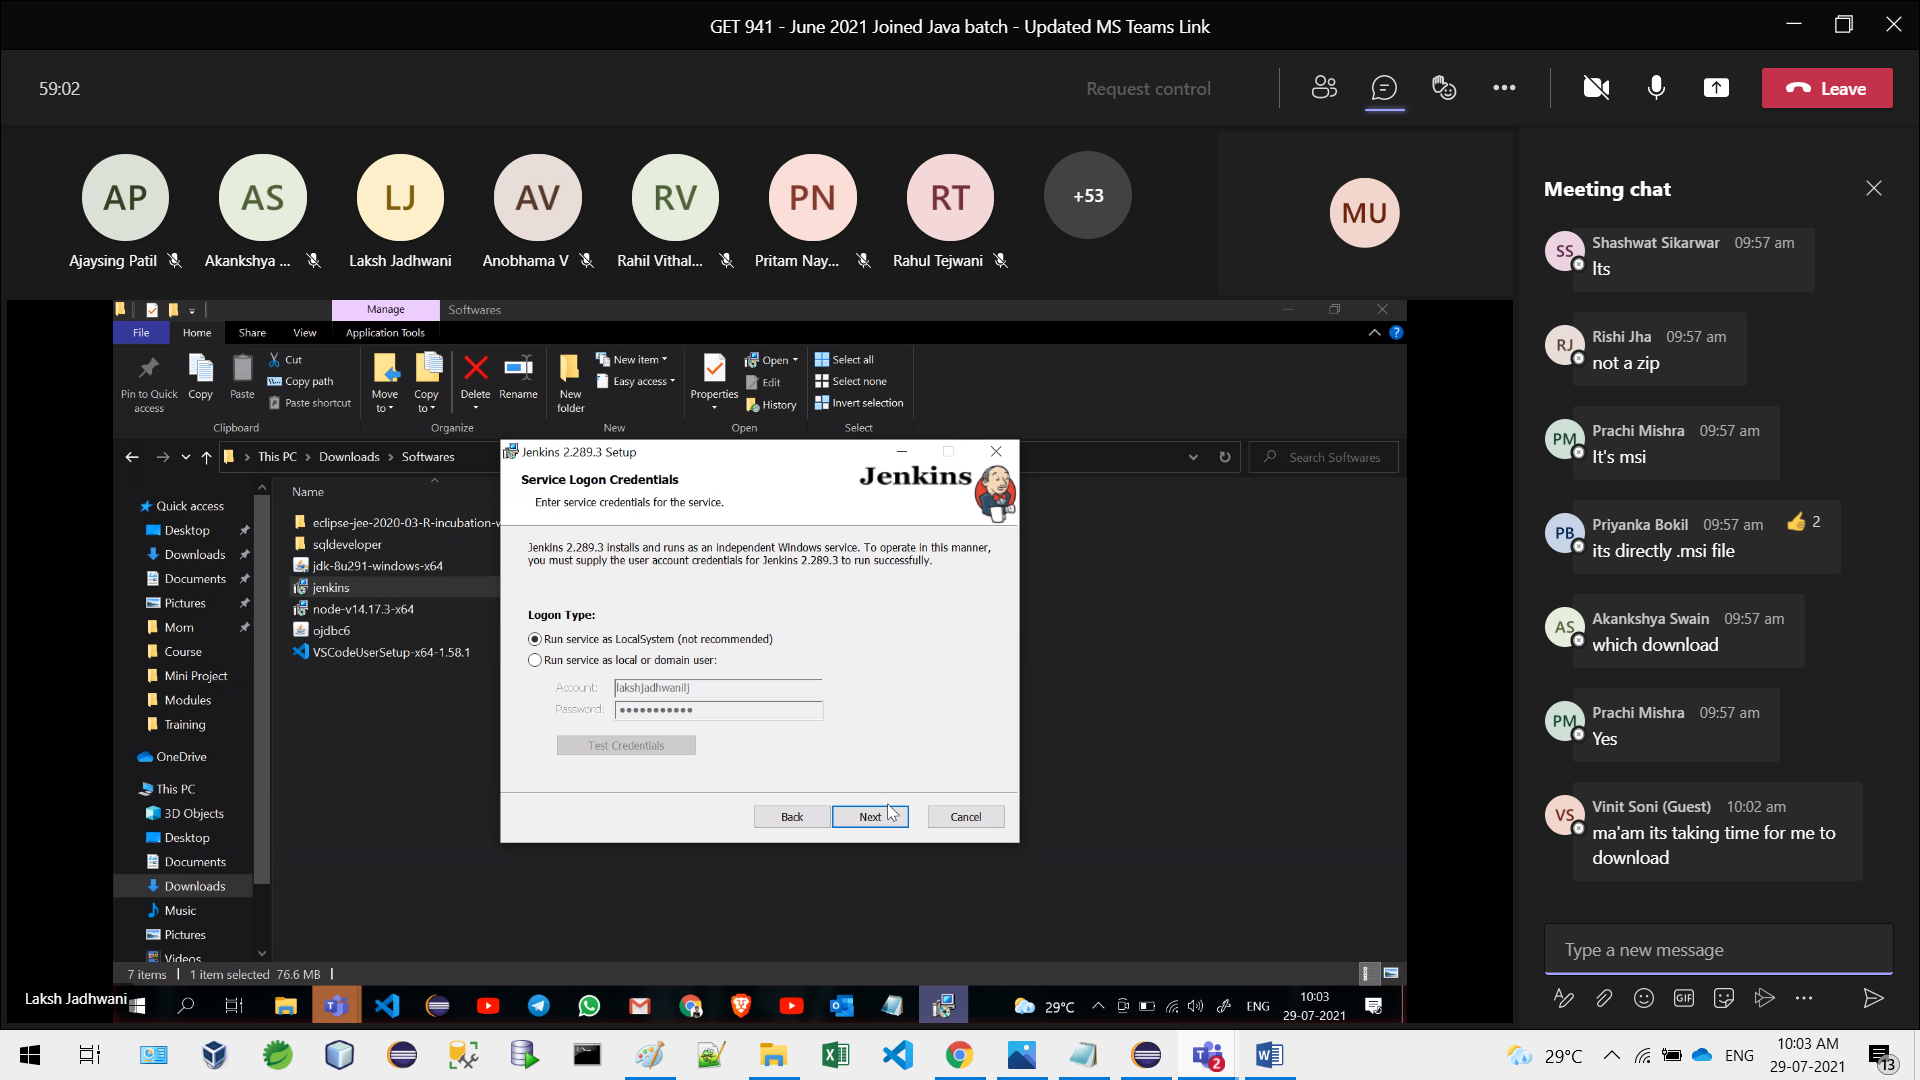 GET 941 - June 2021 Joined Java batch - Updated MS Teams Link
59:02
Request control
Leave
AP
AS
LJ
AV
RV
PN
RT
+53
MU
Ajaysing Patil
Akankshya ...
Laksh Jadhwani
Anobhama V
Rahil Vithal...
Pritam Nay...
Rahul Tejwani
Manage
Softwares
File
Home
Share
View
Application Tools
Pin to Quick access
Copy
Paste
Cut
Copy path
Paste shortcut
Move to
Copy to
Delete
Rename
New folder
New item
Easy access
Properties
Open
Edit
History
Select all
Select none
Invert selection
Clipboard
Organize
New
Open
Select
This PC > Downloads > Softwares
Search Softwares
Quick access
Desktop
Downloads
Documents
Pictures
Mom
Course
Mini Project
Modules
Training
OneDrive
This PC
3D Objects
Desktop
Documents
Downloads
Music
Pictures
Videos
Name
eclipse-jee-2020-03-R-incubation-
sqldeveloper
jdk-8u291-windows-x64
jenkins
node-v14.17.3-x64
ojdbc6
VSCodeUserSetup-x64-1.58.1
Jenkins 2.289.3 Setup
Service Logon Credentials
Enter service credentials for the service.
Jenkins
Jenkins 2.289.3 installs and runs as an independent Windows service. To operate in this manner,
you must supply the user account credentials for Jenkins 2.289.3 to run successfully.
Logon Type:
Run service as LocalSystem (not recommended)
Run service as local or domain user:
Account: lakshjadhwanilj
Password: •••••••••••
Test Credentials
Back
Next
Cancel
7 items
1 item selected 76.6 MB
Laksh Jadhwani
29°C
ENG
10:03
29-07-2021
Meeting chat
SS
Shashwat Sikarwar 09:57 am
Its
RJ
Rishi Jha 09:57 am
not a zip
PM
Prachi Mishra 09:57 am
It's msi
PB
Priyanka Bokil 09:57 am
2
its directly .msi file
AS
Akankshya Swain 09:57 am
which download
PM
Prachi Mishra 09:57 am
Yes
VS
Vinit Soni (Guest) 10:02 am
ma'am its taking time for me to
download
Type a new message
GIF
2
29°C
ENG
10:03 AM
29-07-2021
13